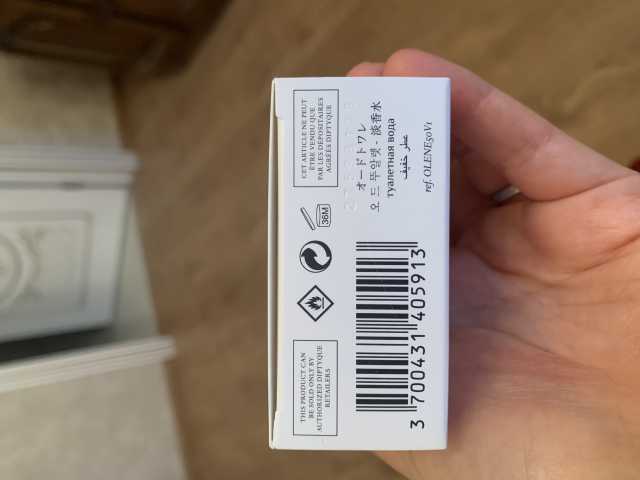 THIS PRODUCT CAN
BE SOLD ONLY BY
AUTHORIZED DIPTYQUE
RETAILERS
36M
CET ARTICLE NE PEUT
ÊTRE VENDU QUE
PAR LES DÉPOSITAIRES
AGRÉÉS DIPTYQUE
オードトワレ
오 드 뚜왈렛 - 淡香水
туалетная вода
عطر خفيف
ref. OLENE50V1
3 700431 405913